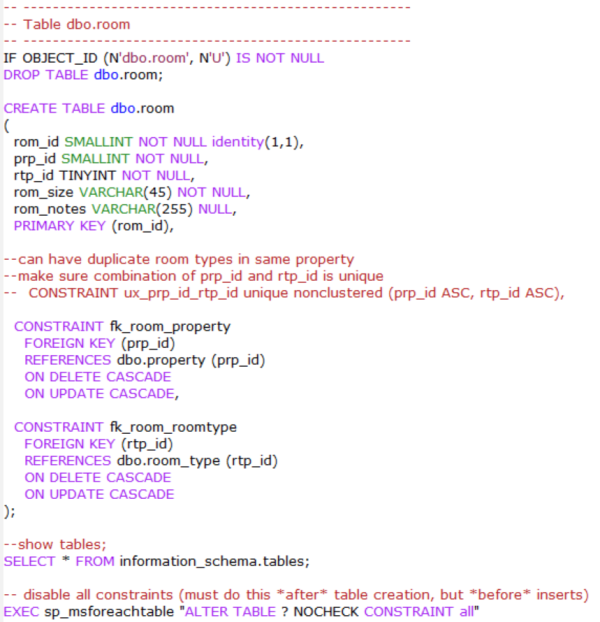 -- -----------------------------------------------------
-- Table dbo.room
-- -----------------------------------------------------
IF OBJECT_ID (N'dbo.room', N'U') IS NOT NULL
DROP TABLE dbo.room;
CREATE TABLE dbo.room
(
rom_id SMALLINT NOT NULL identity(1,1),
prp_id SMALLINT NOT NULL,
rtp_id TINYINT NOT NULL,
rom_size VARCHAR(45) NOT NULL,
rom_notes VARCHAR(255) NULL,
PRIMARY KEY (rom_id),
--can have duplicate room types in same property
--make sure combination of prp_id and rtp_id is unique
-- CONSTRAINT ux_prp_id_rtp_id unique nonclustered (prp_id ASC, rtp_id ASC),
CONSTRAINT fk_room_property
FOREIGN KEY (prp_id)
REFERENCES dbo.property (prp_id)
ON DELETE CASCADE
ON UPDATE CASCADE,
CONSTRAINT fk_room_roomtype
FOREIGN KEY (rtp_id)
REFERENCES dbo.room_type (rtp_id)
ON DELETE CASCADE
ON UPDATE CASCADE
);
--show tables;
SELECT * FROM information_schema.tables;
-- disable all constraints (must do this *after* table creation, but *before* inserts)
EXEC sp_msforeachtable "ALTER TABLE ? NOCHECK CONSTRAINT all"